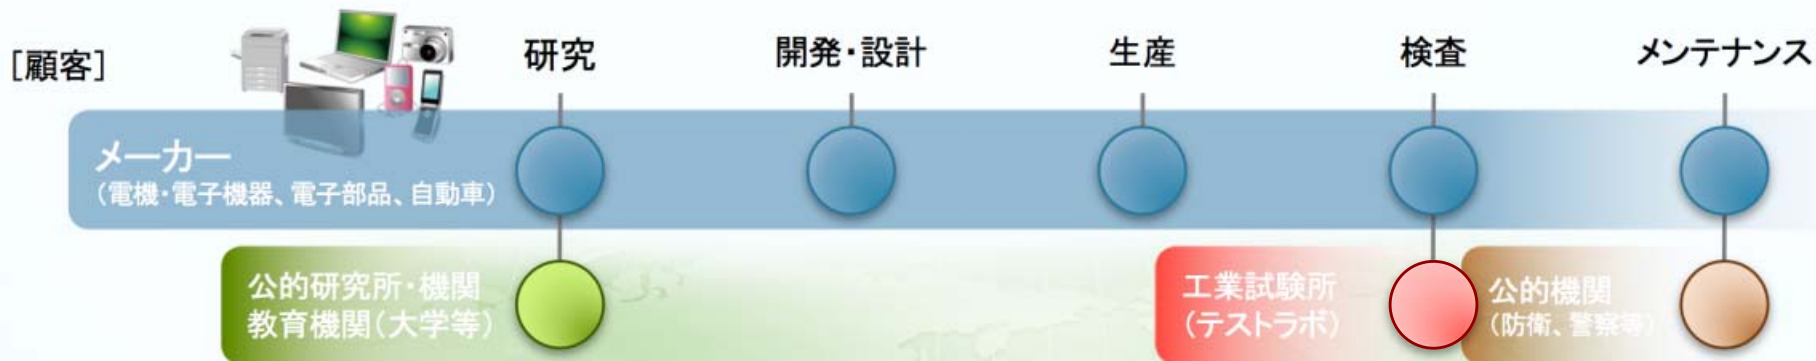 [顧客]
研究
開発・設計
生産
検査
メンテナンス
メーカー
(電機・電子機器、電子部品、自動車)
公的研究所・機関
教育機関(大学等)
工業試験所
(テストラボ)
公的機関
(防衛、警察等)